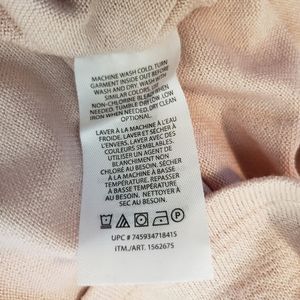 MACHINE WASH COLD, TURN
GARMENT INSIDE OUT BEFORE
WASH AND DRY. WASH WITH
SIMILAR COLORS. USE
NON-CHLORINE BLEACH WHEN
NEEDED, TUMBLE DRY LOW. LOW
IRON WHEN NEEDED, DRY CLEAN
OPTIONAL.
LAVER À LA MACHINE À L'EAU
FROIDE. LAVER ET SÉCHER À
L'ENVERS. LAVER AVEC DES
COULEURS SEMBLABLES.
UTILISER UN AGENT DE
BLANCHIMENT NON
CHLORÉ AU BESOIN. SÉCHER
À LA MACHINE À BASSE
TEMPÉRATURE. REPASSER
À BASSE TEMPÉRATURE
AU BESOIN. NETTOYER À
SEC AU BESOIN.
P
UPC # 745934718415
ITM./ART. 1562675